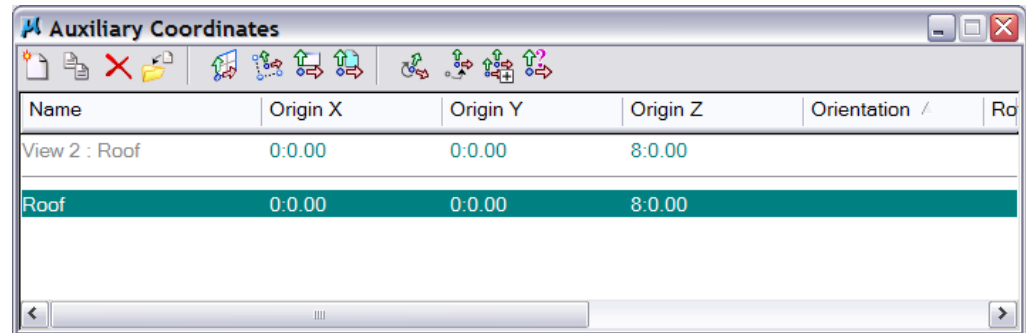 Auxiliary Coordinates
Name Origin X Origin Y Origin Z Orientation Ro
View 2 : Roof 0:0.00 0:0.00 8:0.00
Roof 0:0.00 0:0.00 8:0.00